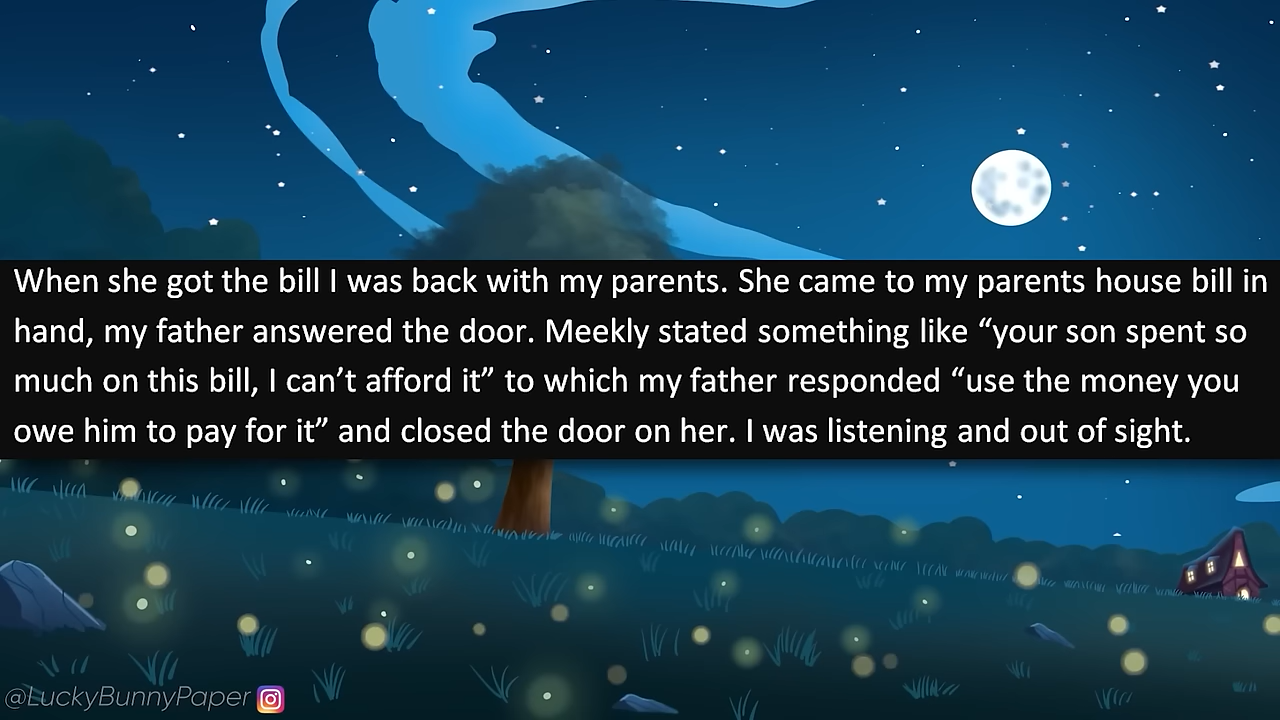 When she got the bill I was back with my parents. She came to my parents house bill in
hand, my father answered the door. Meekly stated something like “your son spent so
much on this bill, I can’t afford it” to which my father responded “use the money you
owe him to pay for it” and closed the door on her. I was listening and out of sight.
@LuckyBunnyPaper